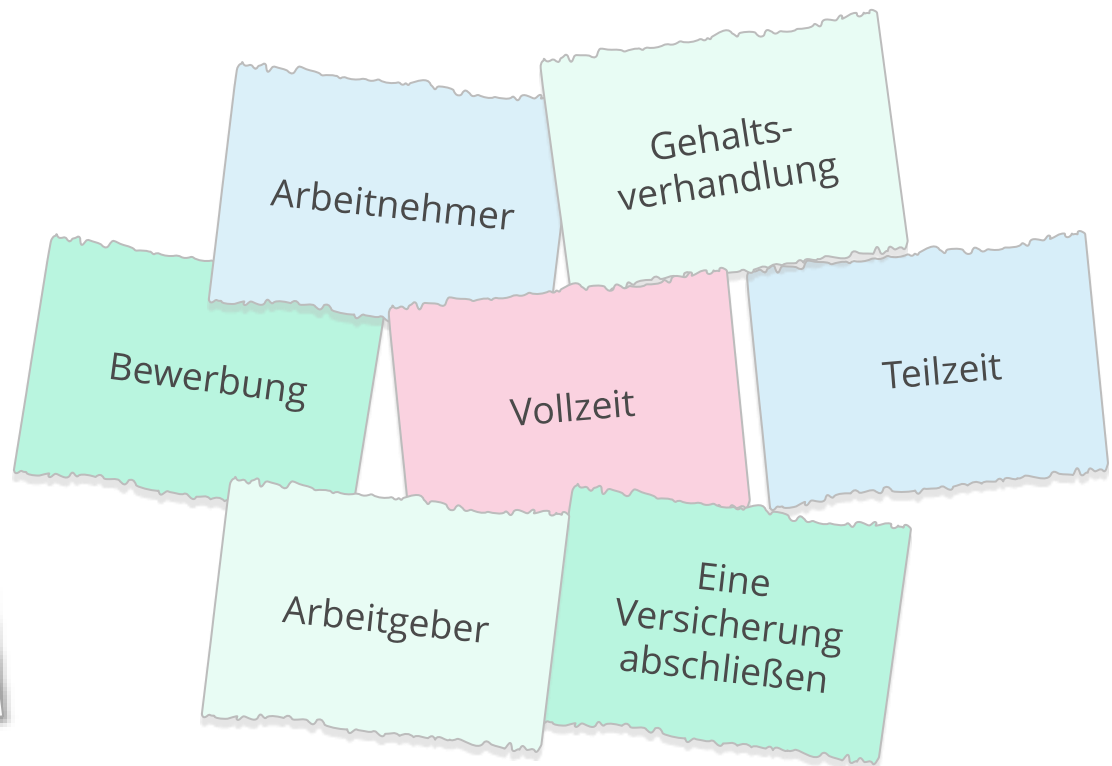 Gehalts-
verhandlung
Arbeitnehmer
Bewerbung
Vollzeit
Teilzeit
Arbeitgeber
Eine
Versicherung
abschließen